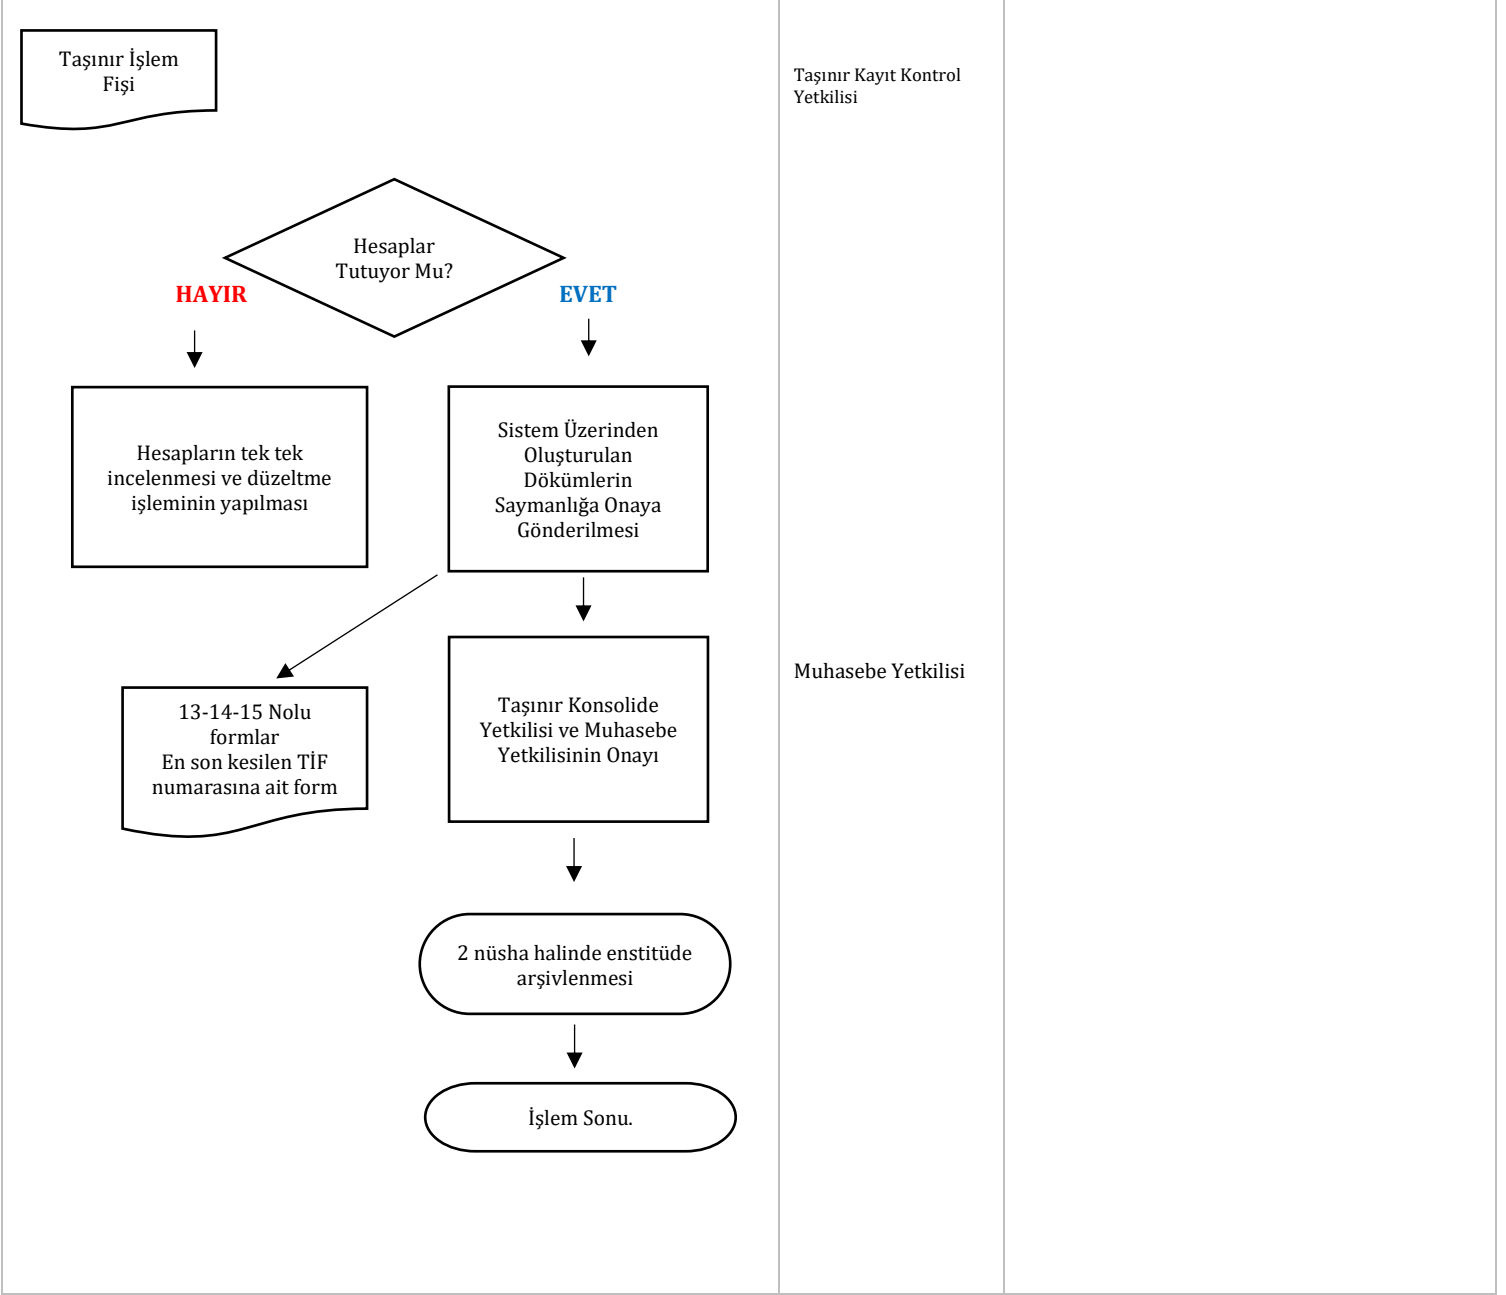 Taşınır İşlem
Fişi
Taşınır Kayıt Kontrol
Yetkilisi
Hesaplar
Tutuyor Mu?
HAYIR
EVET
Hesapların tek tek
incelenmesi ve düzeltme
işleminin yapılması
Sistem Üzerinden
Oluşturulan
Dökümlerin
Saymanlığa Onaya
Gönderilmesi
13-14-15 Nolu
formlar
En son kesilen TİF
numarasına ait form
Taşınır Konsolide
Yetkilisi ve Muhasebe
Yetkilisinin Onayı
Muhasebe Yetkilisi
2 nüsha halinde enstitüde
arşivlenmesi
İşlem Sonu.